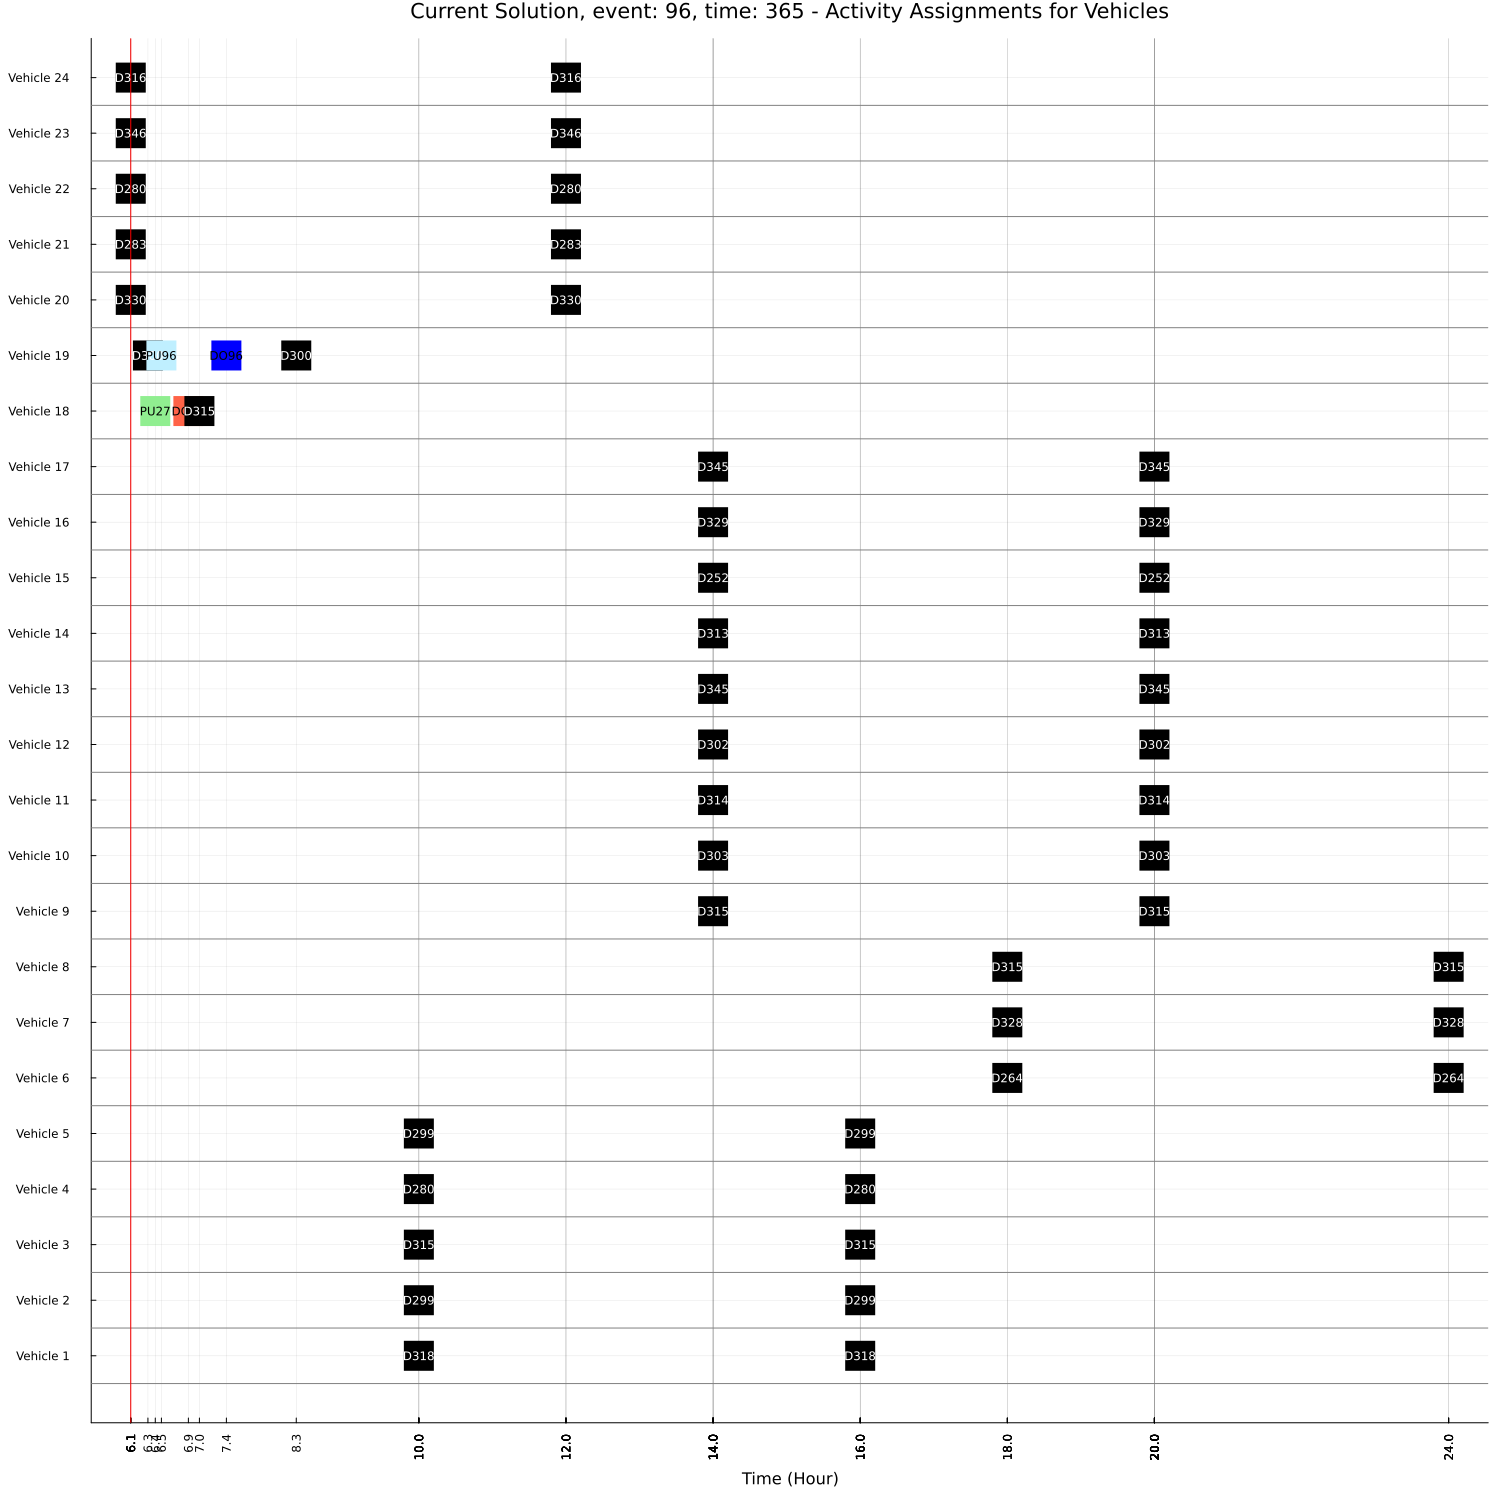 Current Solution, event: 96, time: 365 - Activity Assignments for Vehicles
Vehicle 24 D316 D316
Vehicle 23 D346 D346
Vehicle 22 D280 D280
Vehicle 21 D283 D283
Vehicle 20 D330 D330
Vehicle 19 D3 PU96 DO96 D300
Vehicle 18 PU27 D315
Vehicle 17 D345 D345
Vehicle 16 D329 D329
Vehicle 15 D252 D252
Vehicle 14 D313 D313
Vehicle 13 D345 D345
Vehicle 12 D302 D302
Vehicle 11 D314 D314
Vehicle 10 D303 D303
Vehicle 9 D315 D315
Vehicle 8 D315 D315
Vehicle 7 D328 D328
Vehicle 6 D264 D264
Vehicle 5 D299 D299
Vehicle 4 D280 D280
Vehicle 3 D315 D315
Vehicle 2 D299 D299
Vehicle 1 D318 D318
6.1 6.3 6.5 6.9 7.0 7.4 8.3 10.0 12.0 14.0 16.0 18.0 20.0 24.0
Time (Hour)